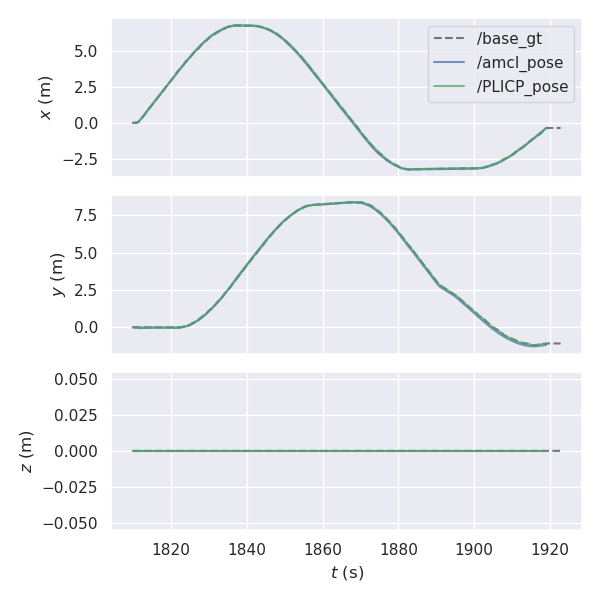 /base_gt
/amcl_pose
/PLICP_pose
x (m)
5.0
2.5
0.0
−2.5
y (m)
7.5
5.0
2.5
0.0
z (m)
0.050
0.025
0.000
−0.025
−0.050
1820 1840 1860 1880 1900 1920
t (s)